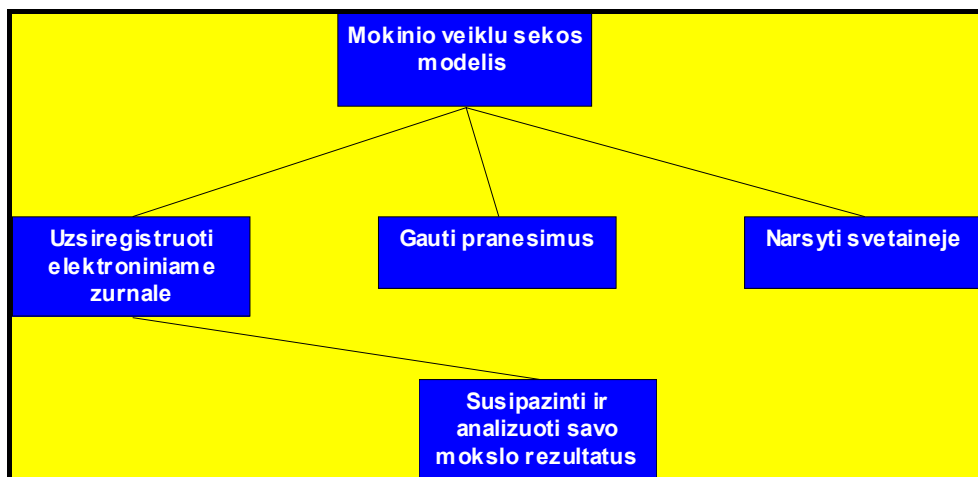 Mokinio veiklu sekos
modelis
Uzsiregistruoti
elektroniniame
zurnale
Gauti pranesimus
Narsyti svetaineje
Susipazinti ir
analizuoti savo
mokslo rezultatus